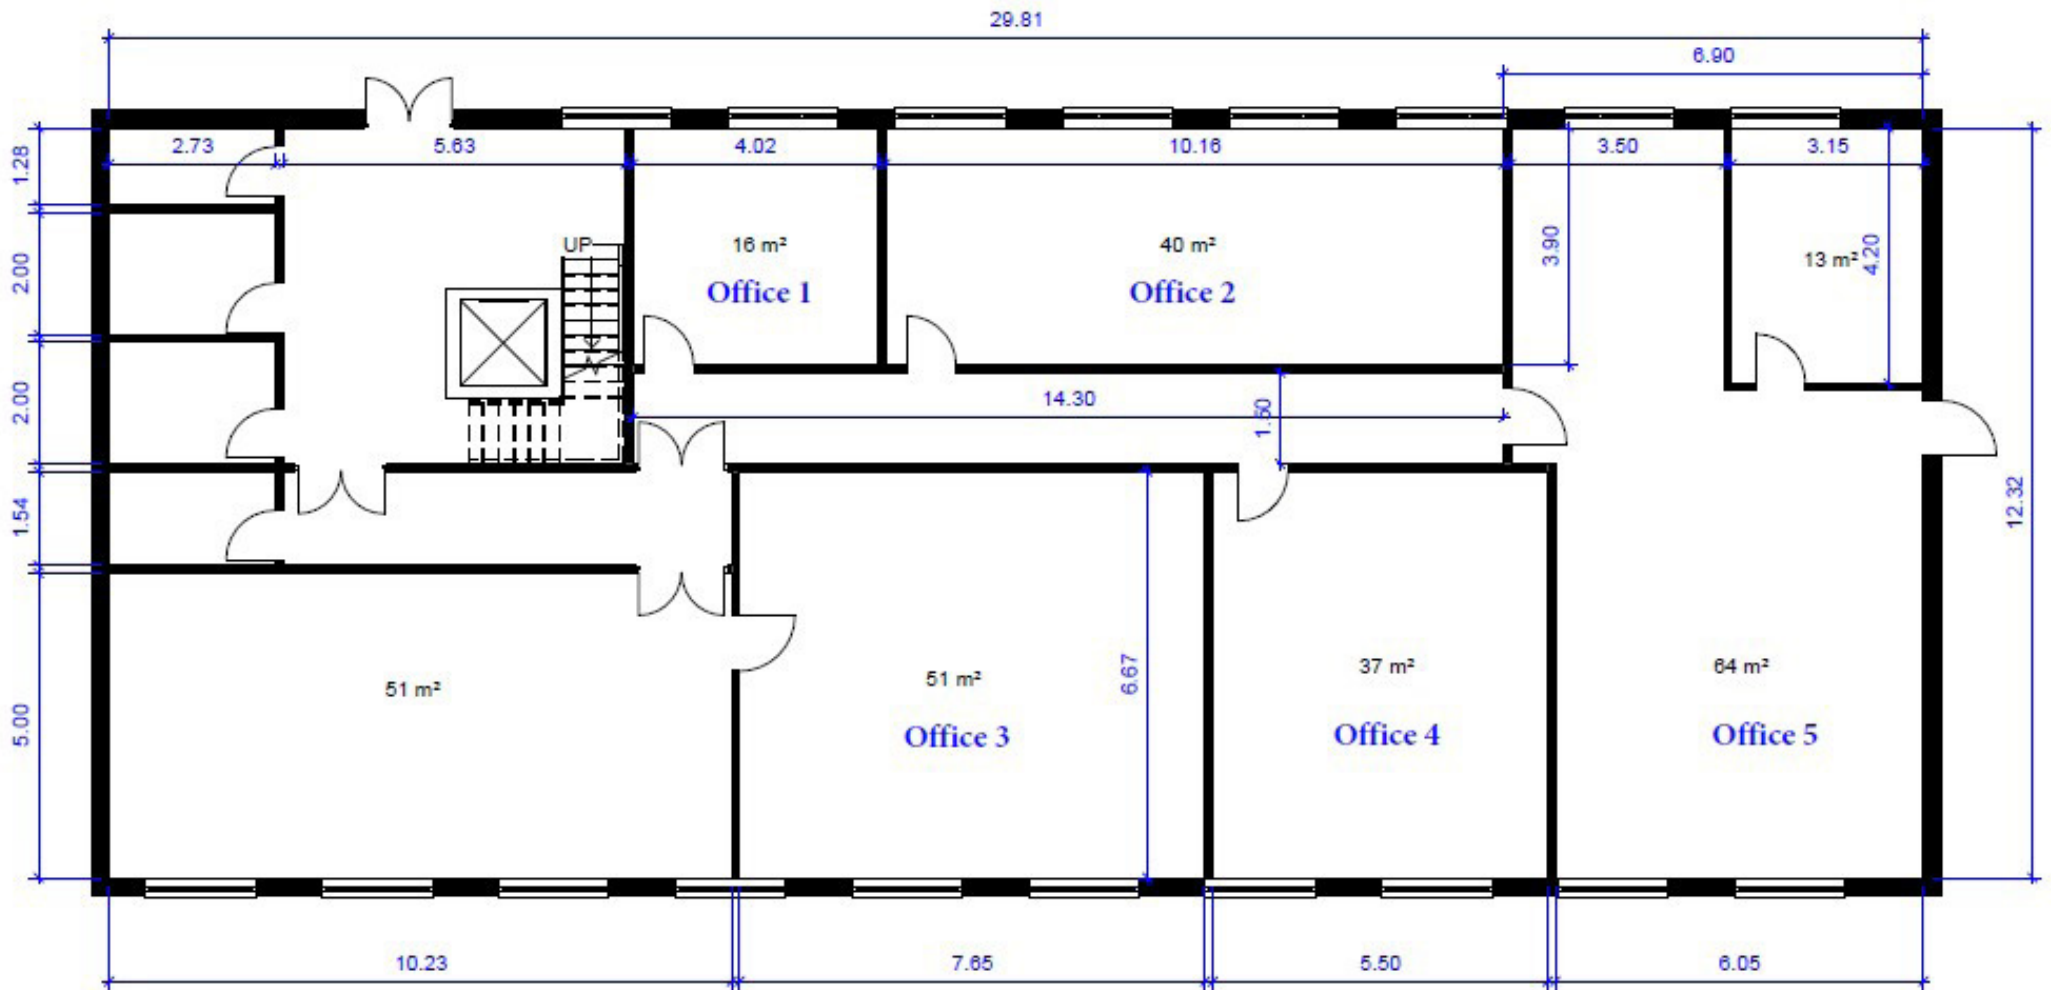 29.81
6.90
2.73
5.63
4.02
10.16
3.50
3.15
1.28
2.00
2.00
1.54
5.00
UP
16 m²
Office 1
40 m²
Office 2
3.90
13 m²
4.20
14.30
1.50
12.32
51 m²
51 m²
Office 3
6.67
37 m²
Office 4
64 m²
Office 5
10.23
7.65
5.50
6.05